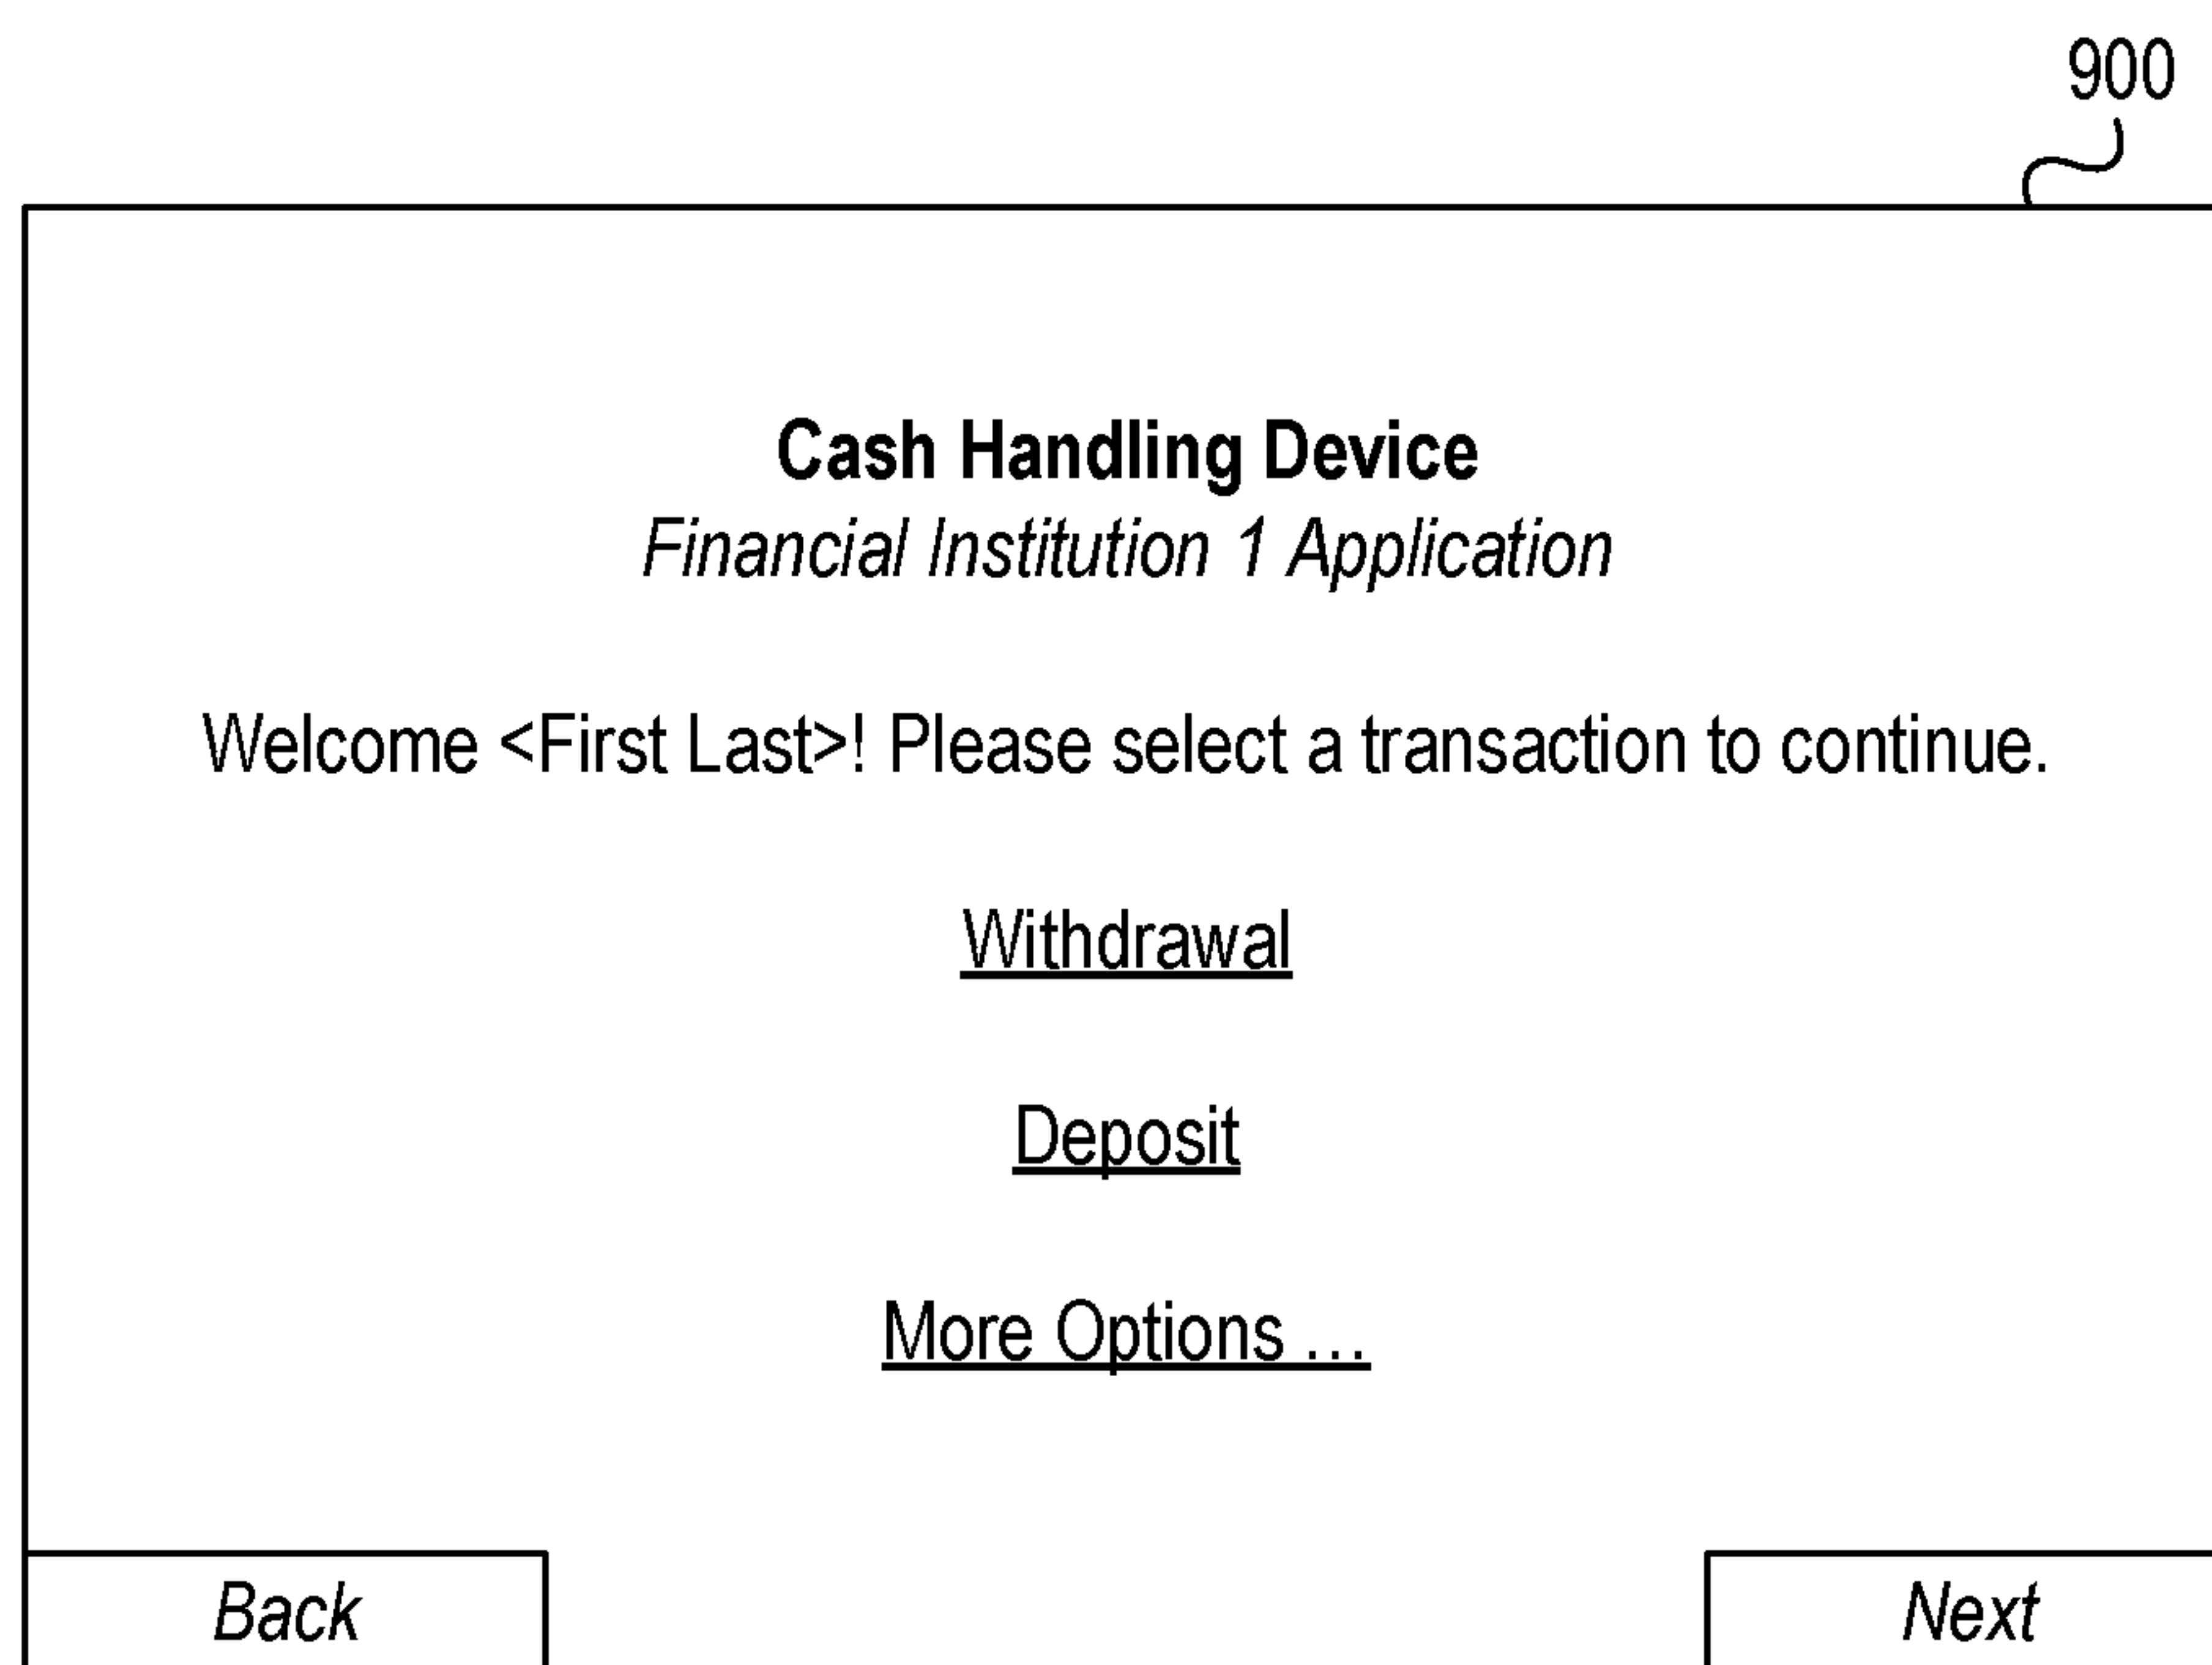 900
Cash Handling Device
Financial Institution 1 Application
Welcome <First Last>! Please select a transaction to continue.
Withdrawal
Deposit
More Options ...
Back
Next